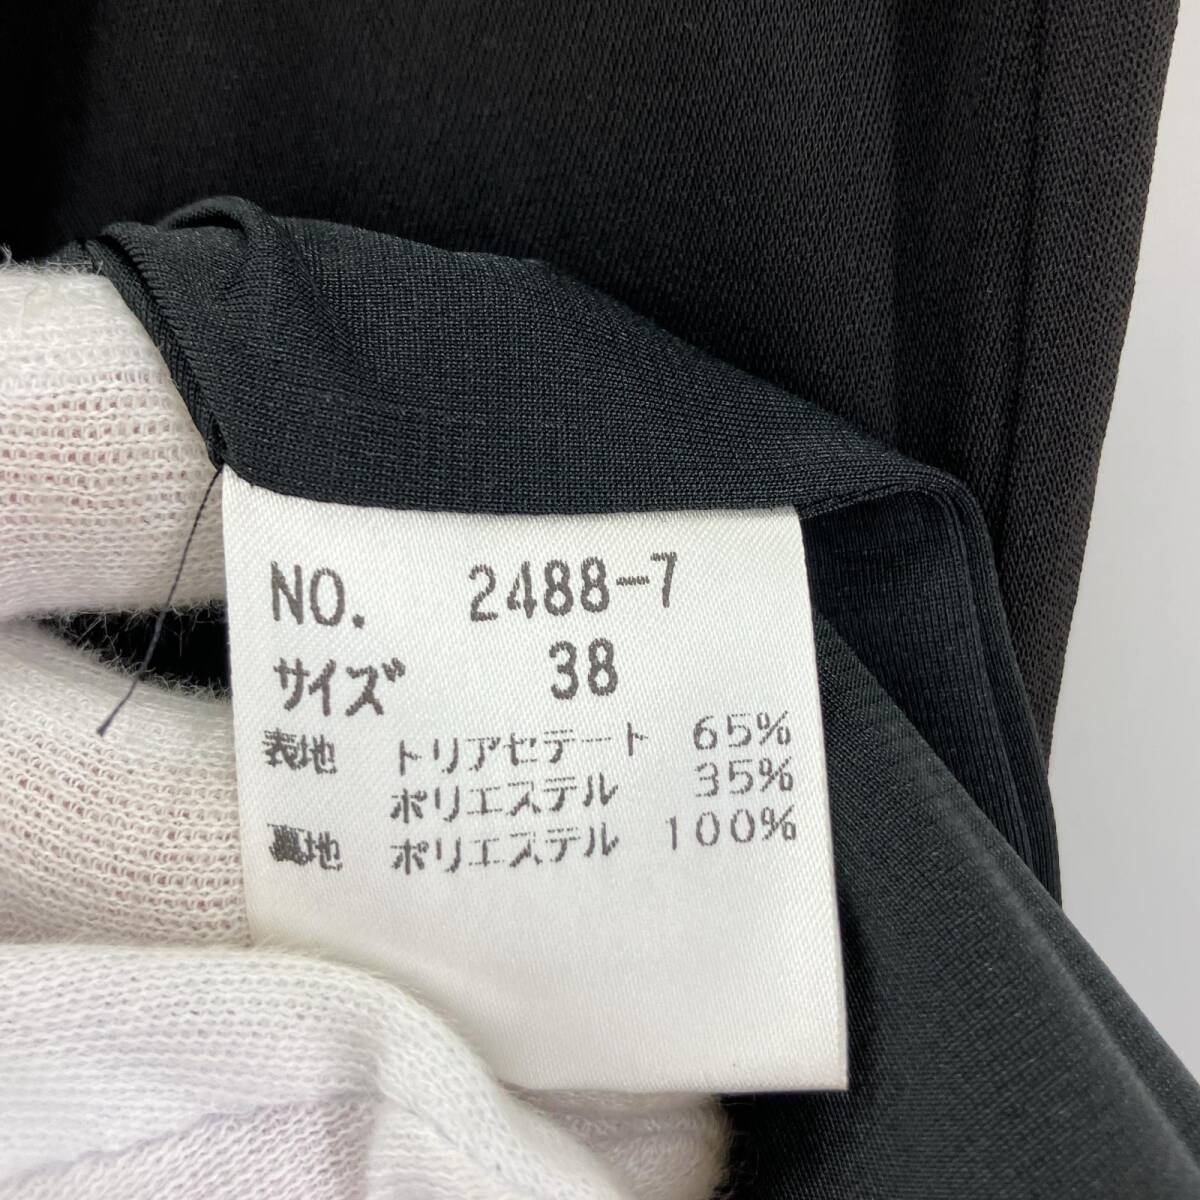 NO. 2488-7
サイズ 38
表地 トリアセテート 65%
ポリエステル 35%
裏地 ポリエステル 100%